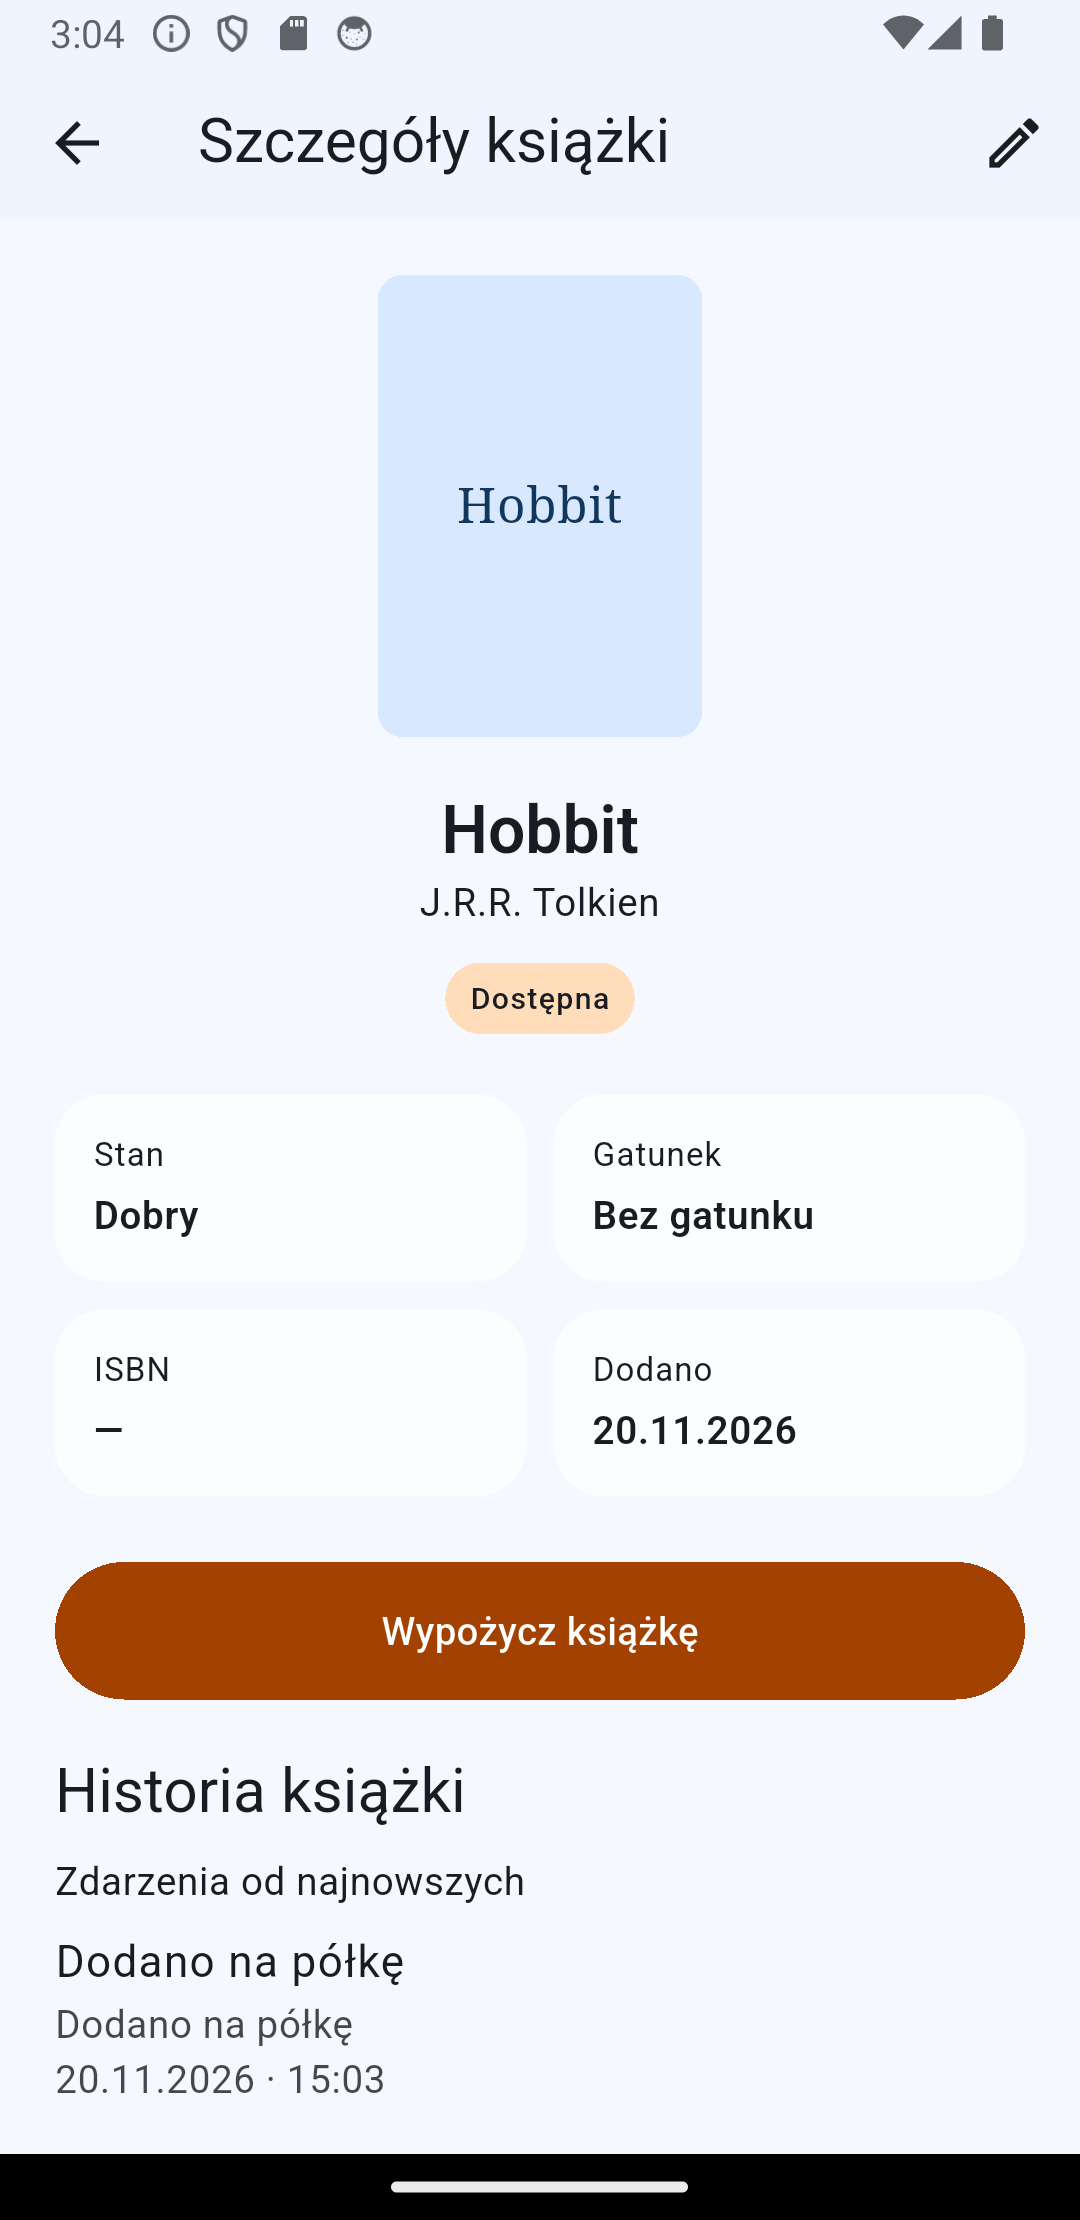 3:04
Szczegóły książki
Hobbit
Hobbit
J.R.R. Tolkien
Dostępna
Stan
Dobry
Gatunek
Bez gatunku
ISBN
—
Dodano
20.11.2026
Wypożycz książkę
Historia książki
Zdarzenia od najnowszych
Dodano na półkę
Dodano na półkę
20.11.2026 · 15:03